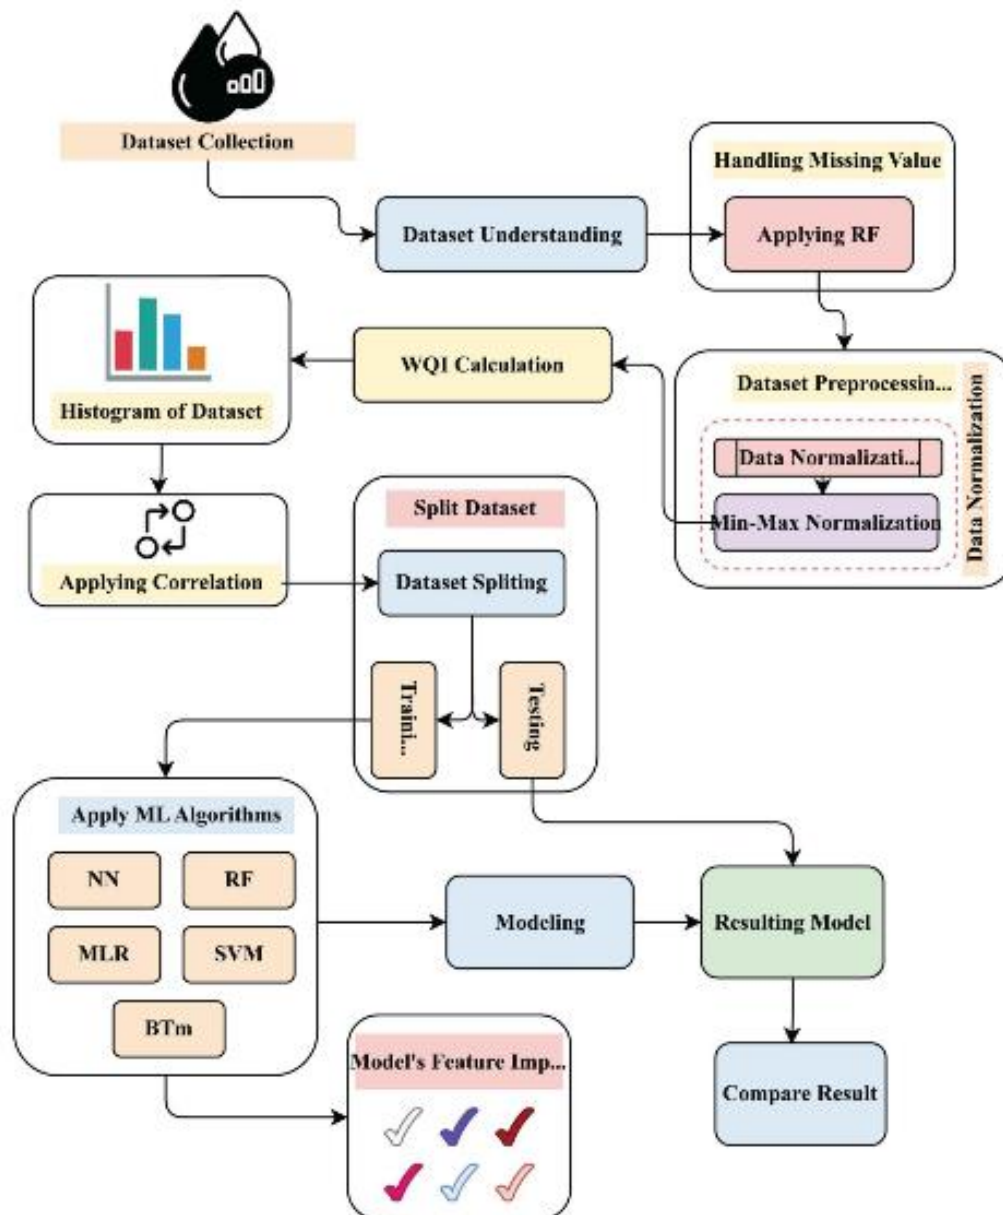 Dataset Collection
Handling Missing Value
Dataset Understanding
Applying RF
WQI Calculation
Histogram of Dataset
Dataset Preprocessin...
Data Normalization
Data Normalizati...
Min-Max Normalization
Applying Correlation
Split Dataset
Dataset Spliting
Traini...
Testing
Apply ML Algorithms
NN
RF
MLR
SVM
BTm
Modeling
Resulting Model
Model's Feature Imp...
Compare Result